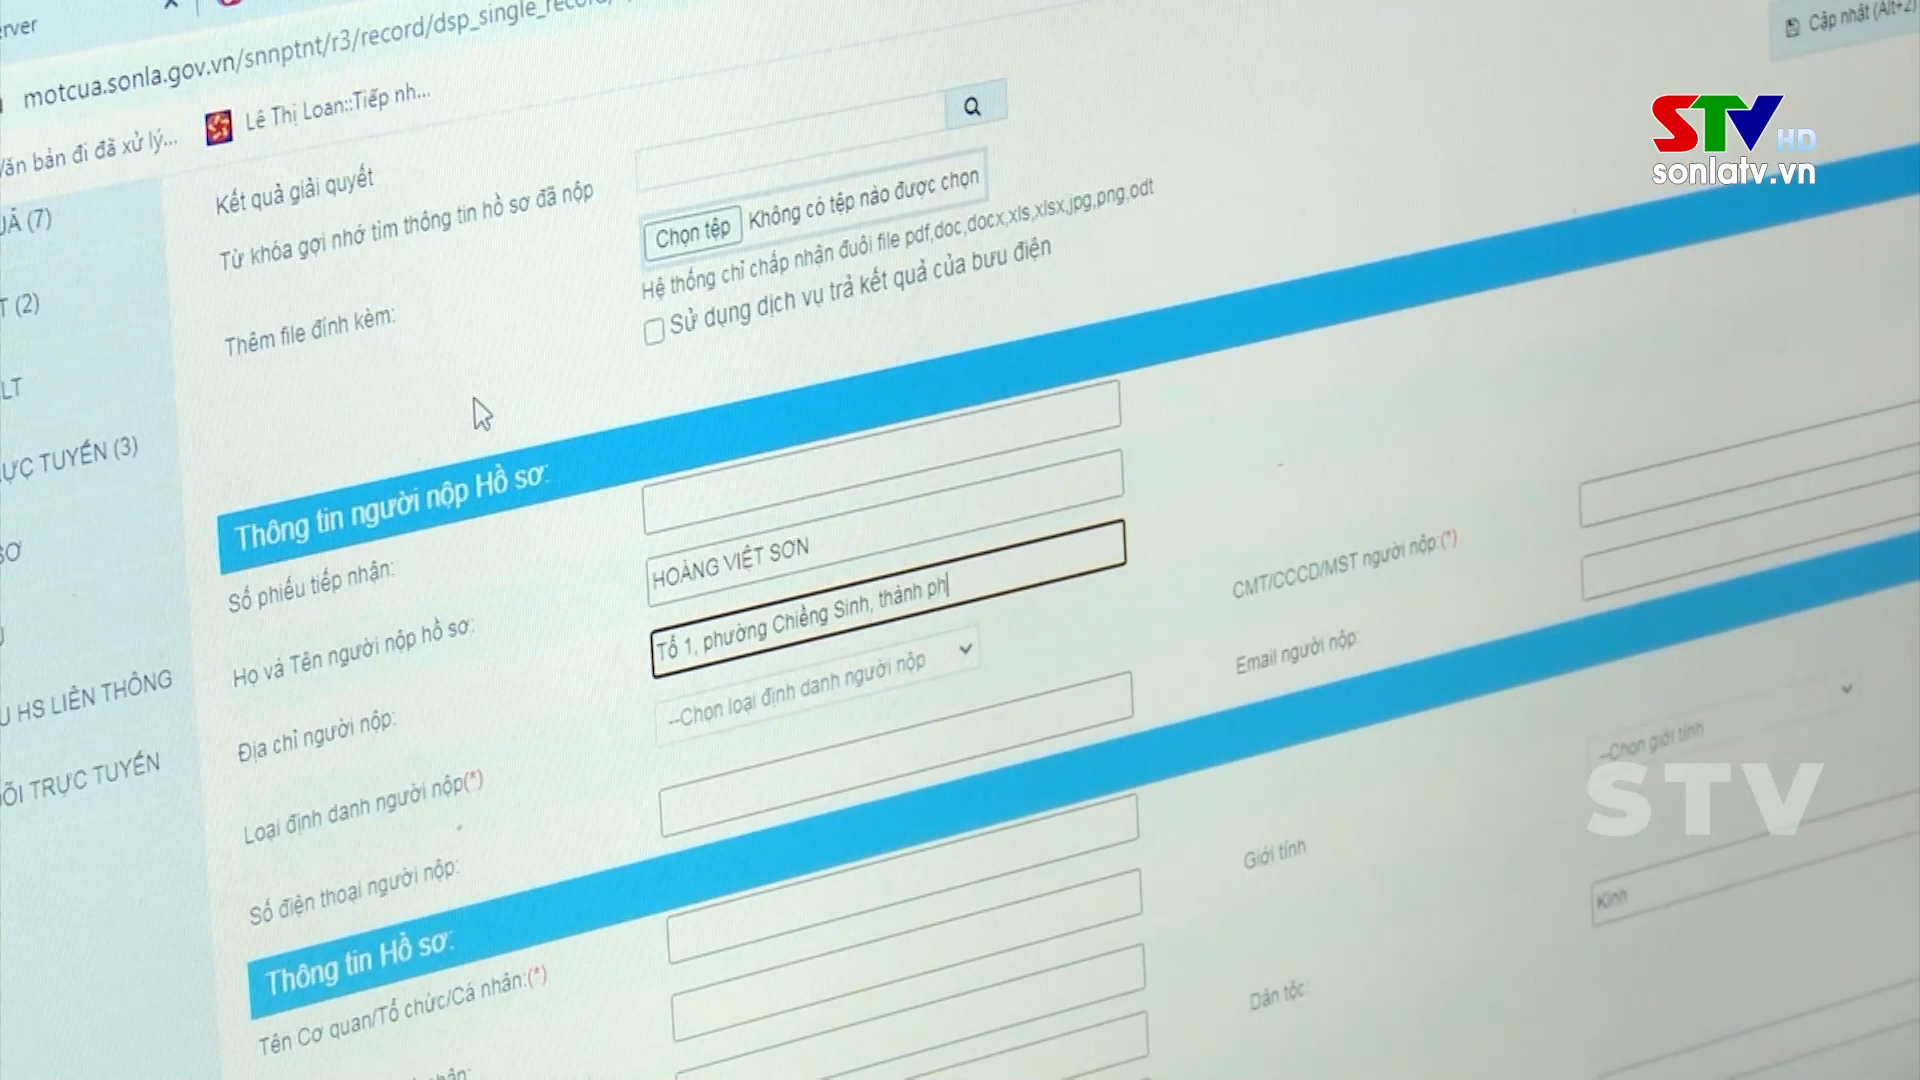 motcua.sonla.gov.vn/snnptnt/r3/record/dsp_single_record
Cập nhật (Alt+2)
Văn bản đi đã xử lý...
Lê Thị Loan::Tiếp nh...
STV HD
sonlatv.vn
Kết quả giải quyết
Từ khóa gợi nhớ tìm thông tin hồ sơ đã nộp
Thêm file đính kèm:
Chọn tệp Không có tệp nào được chọn
Hệ thống chỉ chấp nhận đuôi file pdf,doc,docx,xls,xlsx,jpg,png,odt
Sử dụng dịch vụ trả kết quả của bưu điện
(7)
T (2)
LT
ỰC TUYẾN (3)
HS LIÊN THÔNG
TRỰC TUYẾN
Thông tin người nộp Hồ sơ:
Số phiếu tiếp nhận:
Họ và Tên người nộp hồ sơ:
HOÀNG VIỆT SƠN
CMT/CCCD/MST người nộp:(*)
Địa chỉ người nộp:
Tổ 1, phường Chiềng Sinh, thành ph
Email người nộp:
Loại định danh người nộp(*)
--Chọn loại định danh người nộp
Số điện thoại người nộp:
Thông tin Hồ sơ:
Tên Cơ quan/Tổ chức/Cá nhân:(*)
Giới tính
--Chọn giới tính
STV
Dân tộc
Kinh